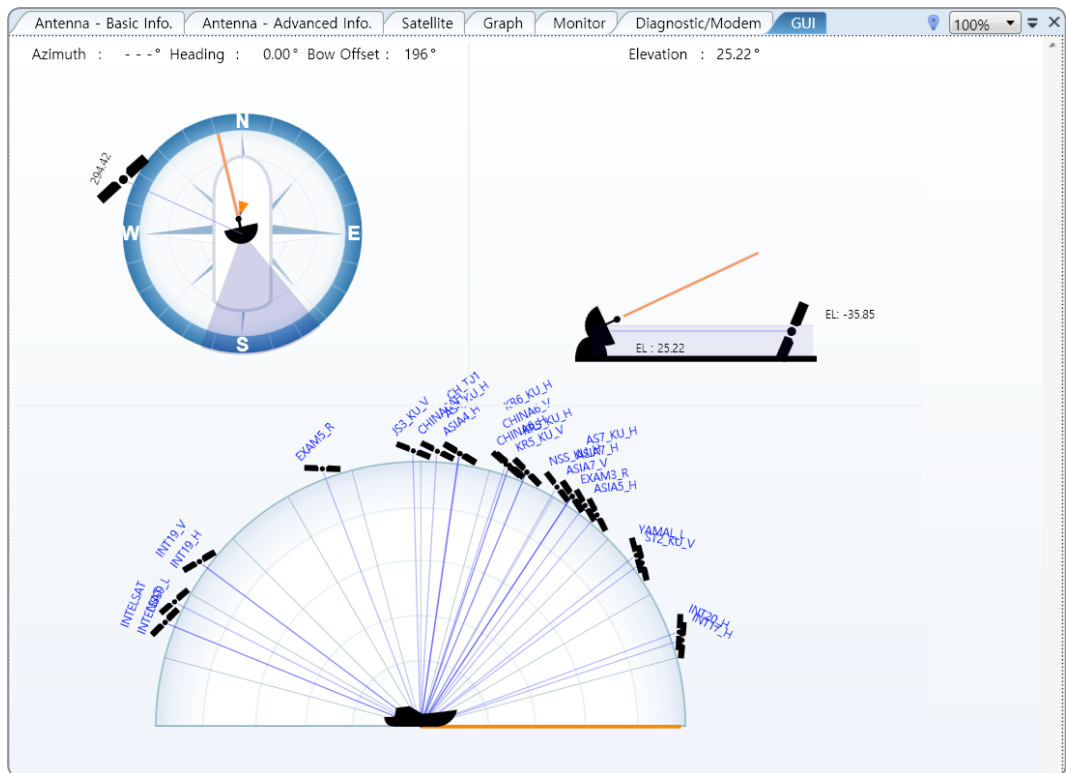 Antenna - Basic Info. Antenna - Advanced Info. Satellite Graph Monitor Diagnostic/Modem GUI 100%
Azimuth : - - -° Heading : 0.00° Bow Offset : 196° Elevation : 25.22°
N
294.42
W
E
S
EL: -35.85
EL : 25.22
EXAM5_R
JS3_KU_V
ASIA4_H
KR6_KU_H
CHINA6_V
KR5_KU_V
AS7_KU_H
ASIA7_H
ASIA7_V
EXAM3_R
ASIA5_H
YAMAL_L
ST2_KU_V
INT20_H
INT17_H
INT19_V
INT19_H
INTELSAT